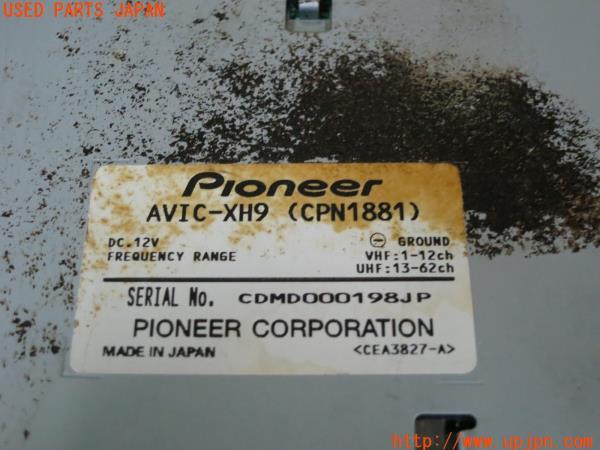 USED PARTS JAPAN
Pioneer
AVIC-XH9 (CPN1881)
DC.12V
⊖ GROUND
FREQUENCY RANGE
VHF:1-12ch
UHF:13-62ch
SERIAL No. CDMD000198JP
PIONEER CORPORATION
MADE IN JAPAN
<CEA3827-A>
http://www.upjpn.com/